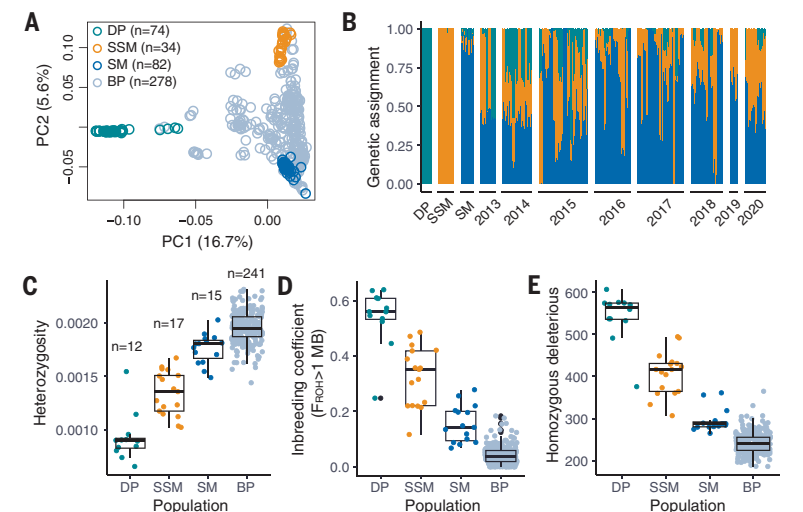 A
DP (n=74)
SSM (n=34)
SM (n=82)
BP (n=278)
PC2 (5.6%)
0.10
0.05
−0.05
−0.10
−0.05
0.00
PC1 (16.7%)
B
Genetic assignment
1.00
0.75
0.50
0.25
0.00
DP
SSM
SM
2013
2014
2015
2016
2017
2018
2019
2020
C
Heterozygosity
0.0020
0.0015
0.0010
n=12
n=17
n=15
n=241
DP SSM SM BP
Population
D
Inbreeding coefficient
(FROH>1 MB)
0.6
0.4
0.2
0.0
DP SSM SM BP
Population
E
Homozygous deleterious
600
500
400
300
200
DP SSM SM BP
Population